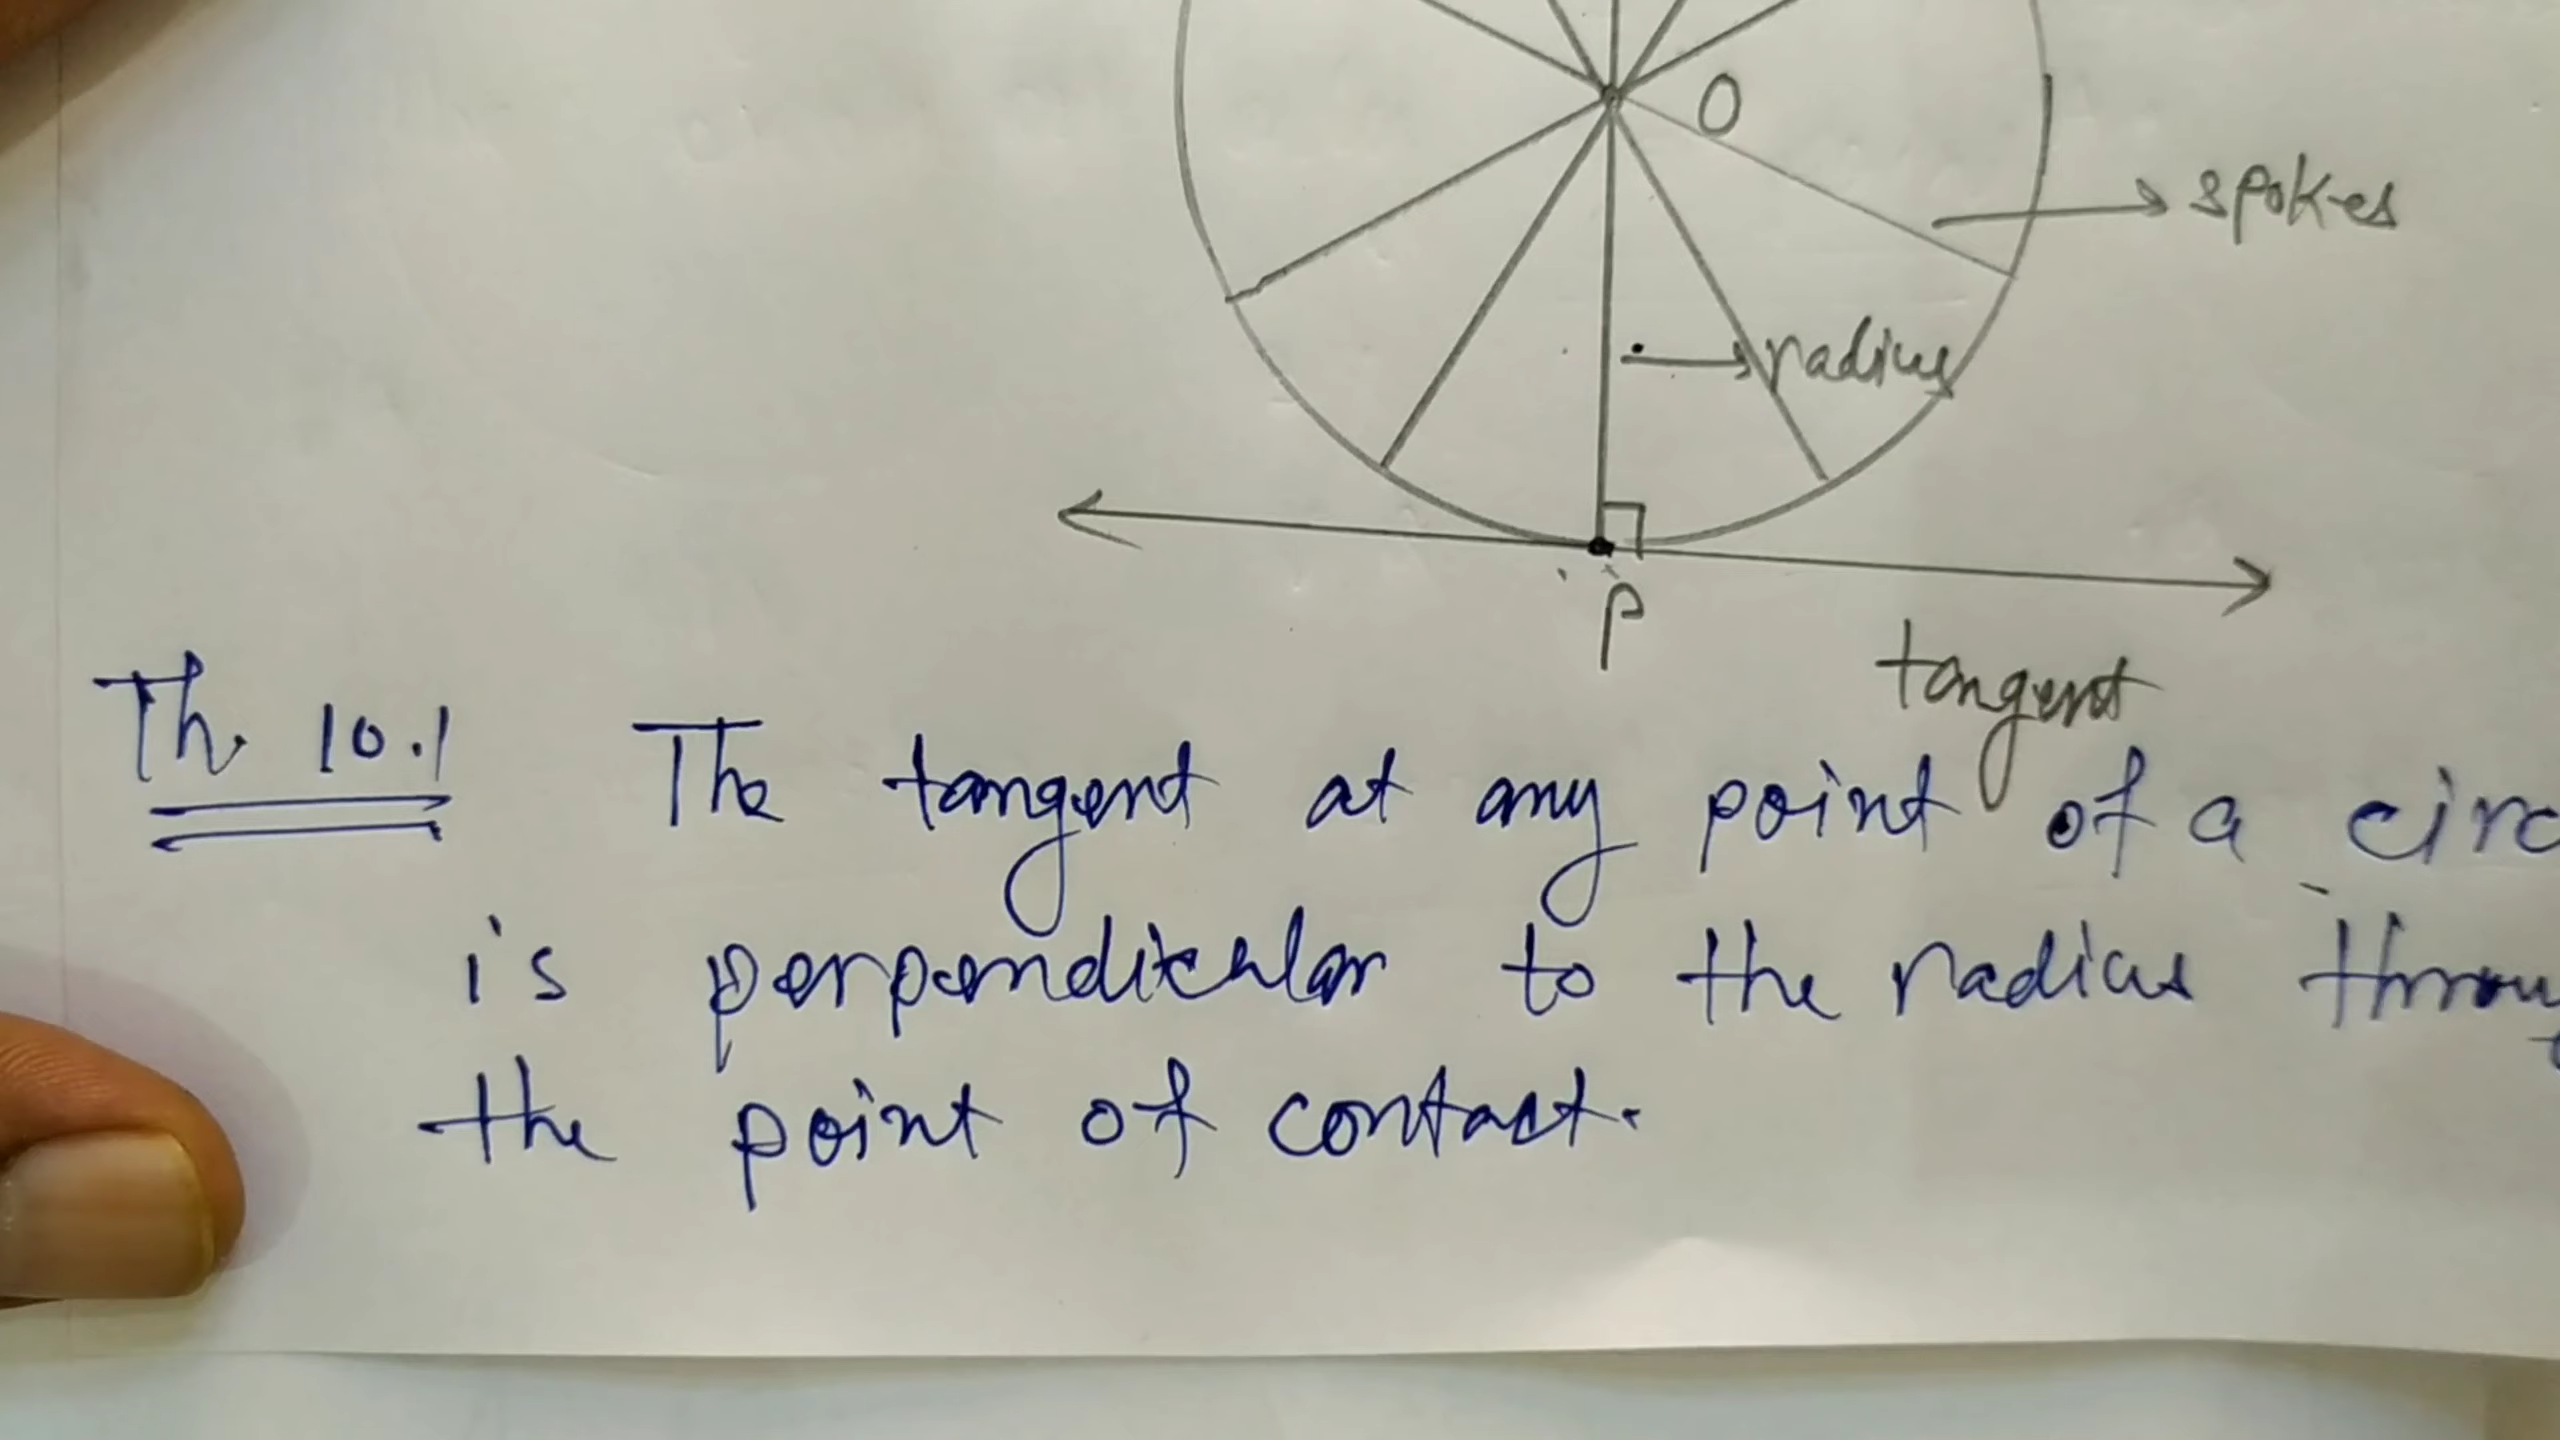 O
spokes
radius
P
tangent
Th. 10.1 The tangent at any point of a circ
is perpendicular to the radius throu
the point of contact.